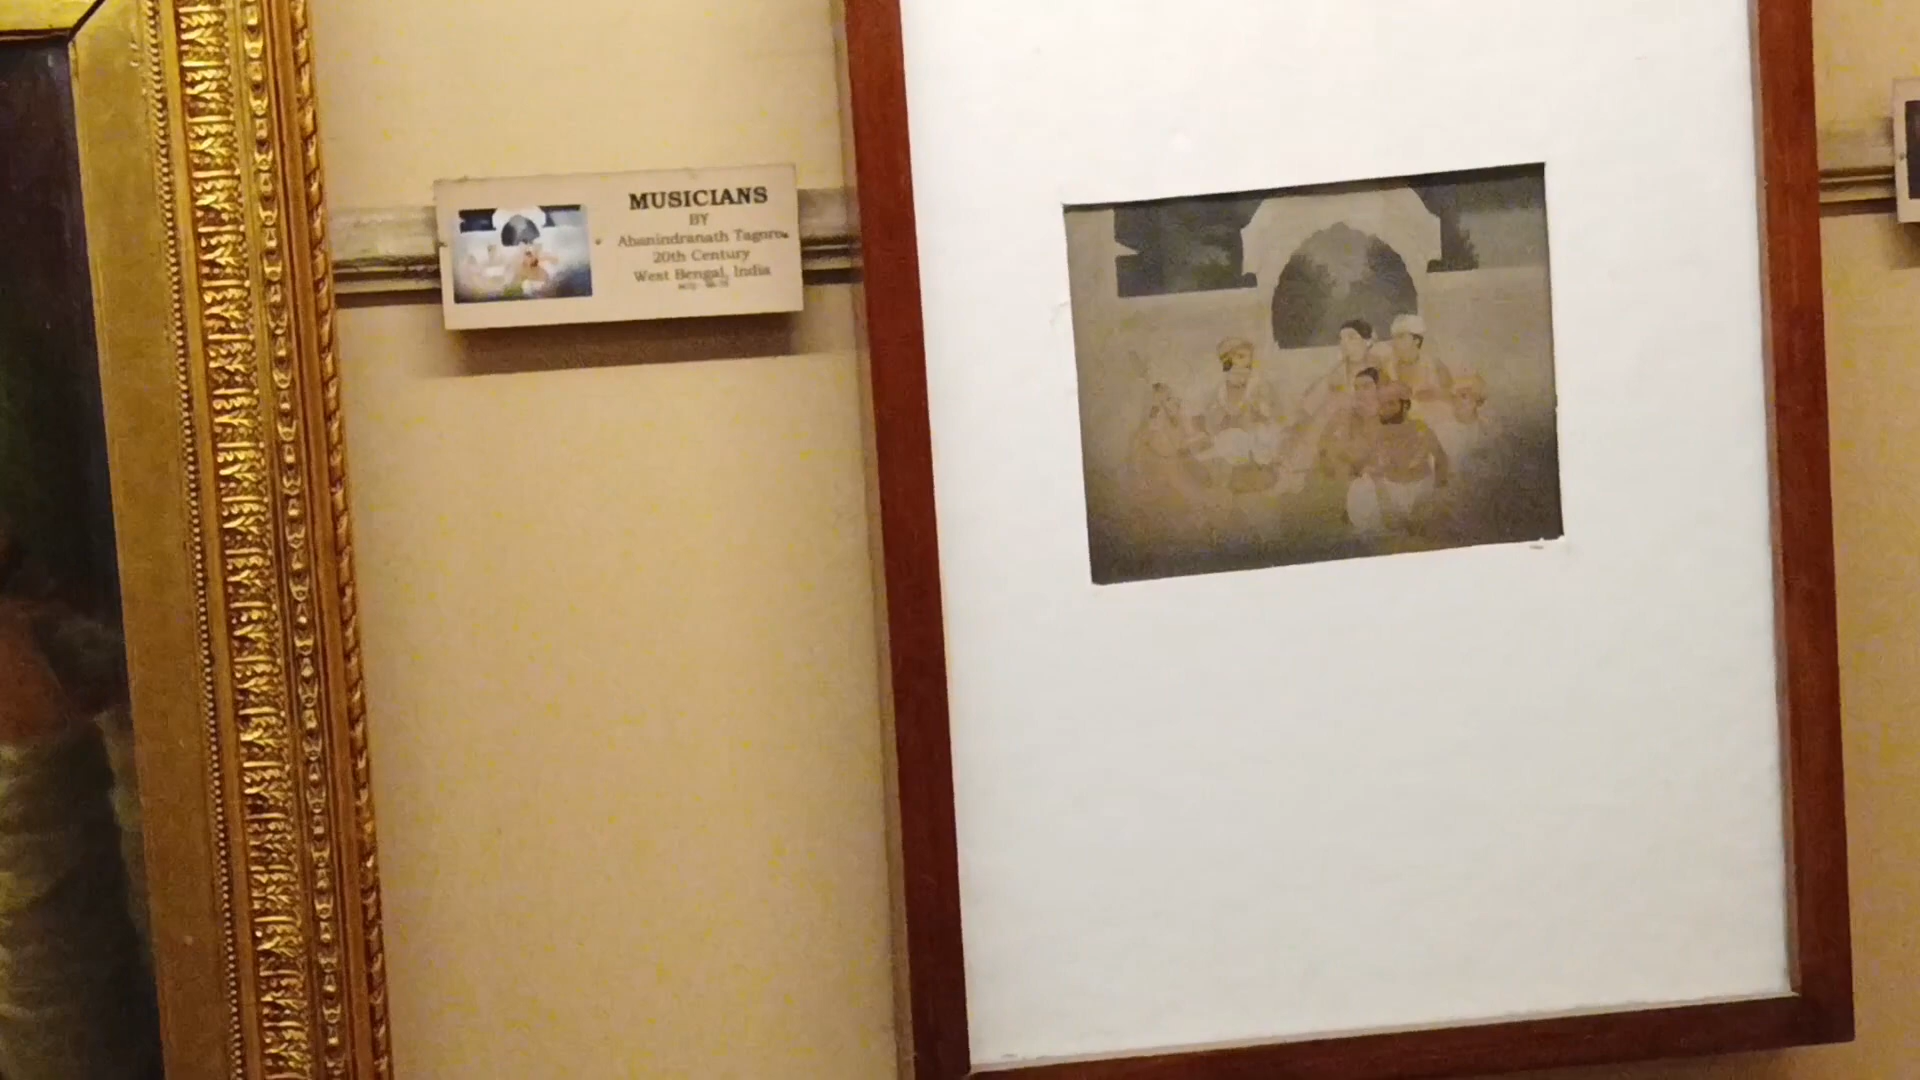 MUSICIANS
BY
Abanindranath Tagore
20th Century
West Bengal, India